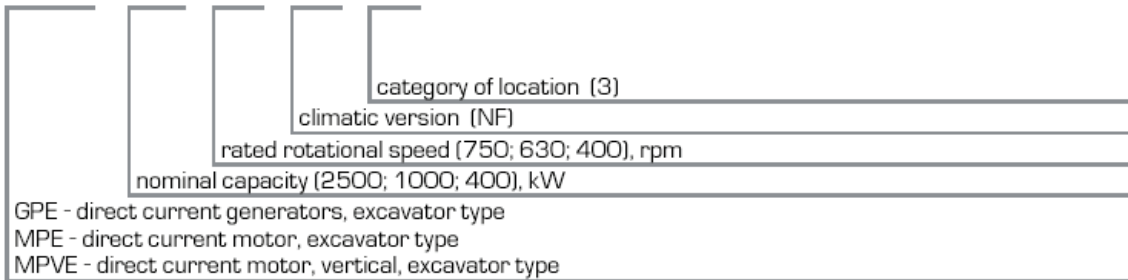 category of location (3)
climatic version (NF)
rated rotational speed (750; 630; 400), rpm
nominal capacity (2500; 1000; 400), kW
GPE - direct current generators, excavator type
MPE - direct current motor, excavator type
MPVE - direct current motor, vertical, excavator type